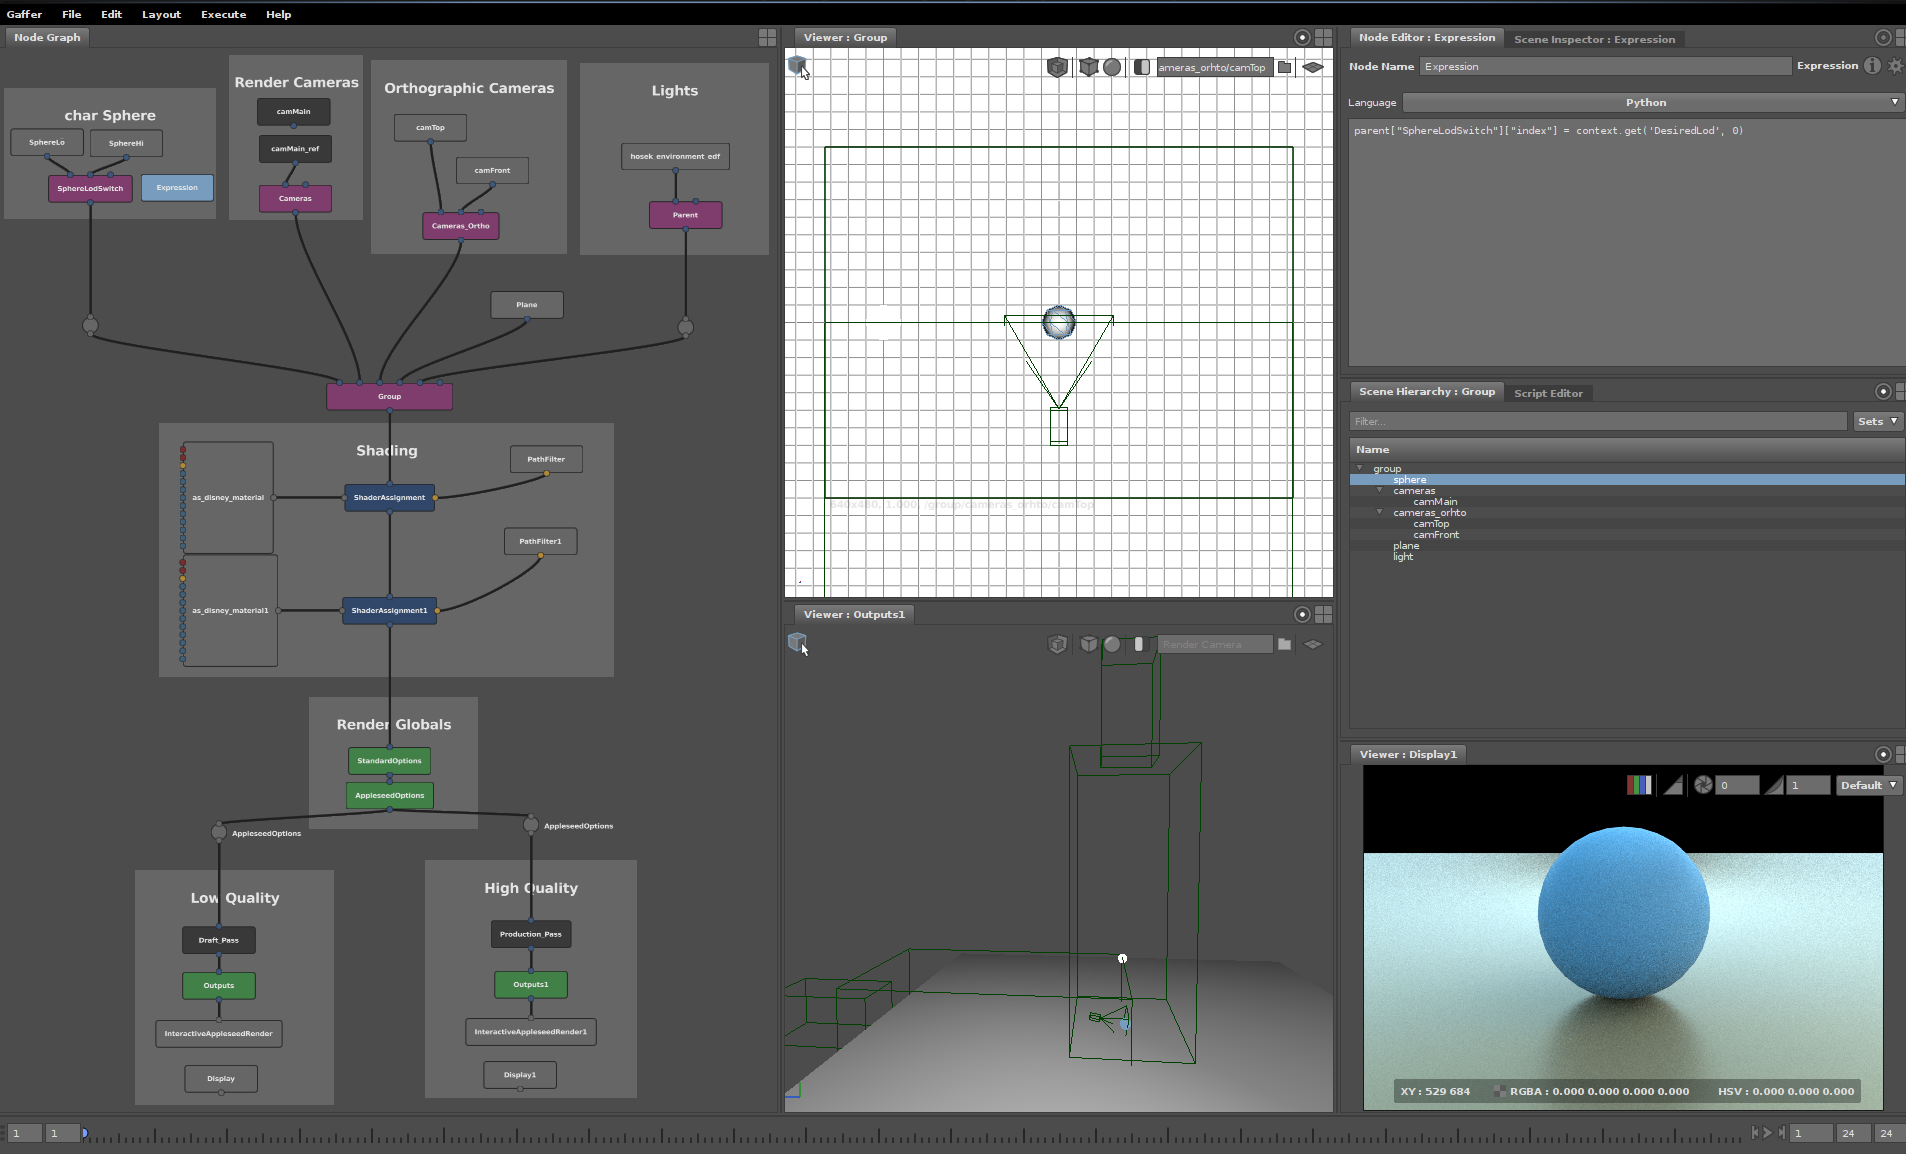 Gaffer File Edit Layout Execute Help
Node Graph
char Sphere
SphereLo
SphereHi
SphereLodSwitch
Expression
Render Cameras
camMain
camMain_ref
Cameras
Orthographic Cameras
camTop
camFront
Cameras_Ortho
Lights
hosek environment edf
Parent
Plane
Group
Shading
as_disney_material
ShaderAssignment
PathFilter
PathFilter1
as_disney_material1
ShaderAssignment1
Render Globals
StandardOptions
AppleseedOptions
AppleseedOptions
AppleseedOptions
Low Quality
Draft_Pass
Outputs
InteractiveAppleseedRender
Display
High Quality
Production_Pass
Outputs1
InteractiveAppleseedRender1
Display1
Viewer : Group
ameras_orhto/camTop
640x480, 1.000, /group/cameras_orhto/camTop
Viewer : Outputs1
Render Camera
Node Editor : Expression
Scene Inspector : Expression
Node Name
Expression
Expression
Language
Python
parent["SphereLodSwitch"]["index"] = context.get('DesiredLod', 0)
Scene Hierarchy : Group
Script Editor
Filter...
Sets
Name
group
sphere
cameras
camMain
cameras_orhto
camTop
camFront
plane
light
Viewer : Display1
0
1
Default
XY : 529 684
RGBA : 0.000 0.000 0.000 0.000
HSV : 0.000 0.000 0.000
1
1
1
24
24